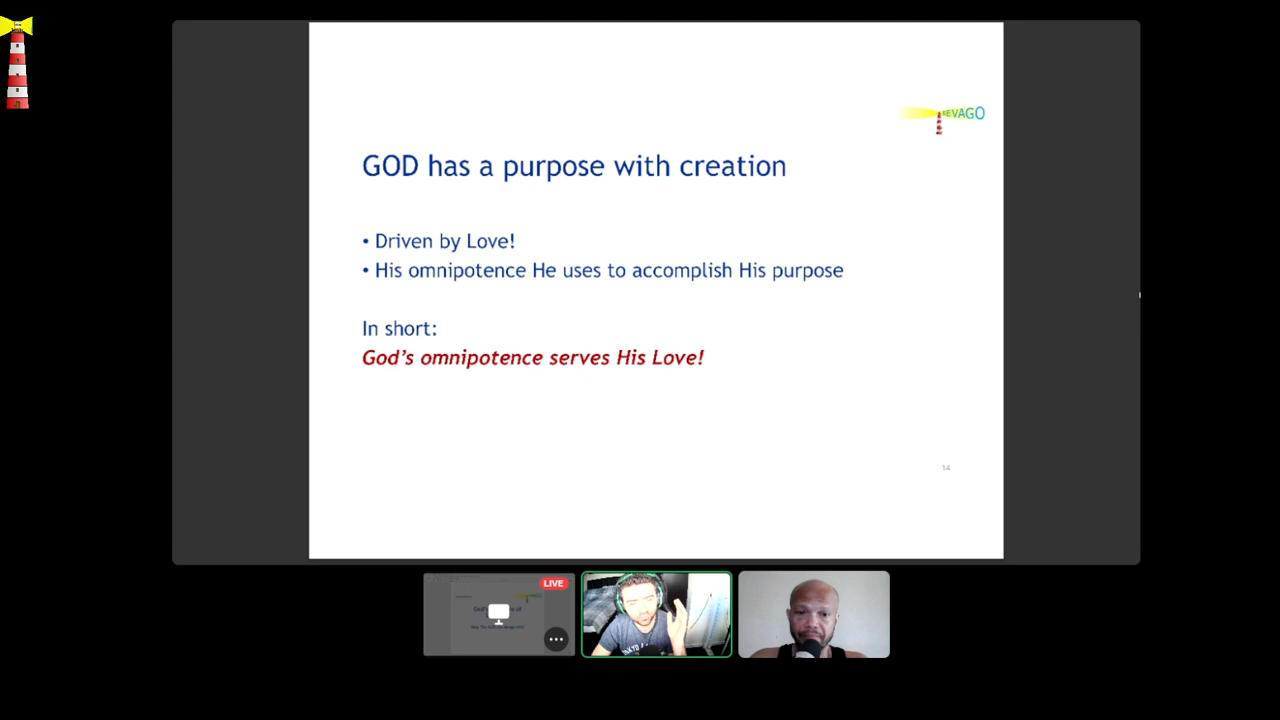 EVAGO
GOD has a purpose with creation
• Driven by Love!
• His omnipotence He uses to accomplish His purpose
In short:
God's omnipotence serves His Love!
14
LIVE